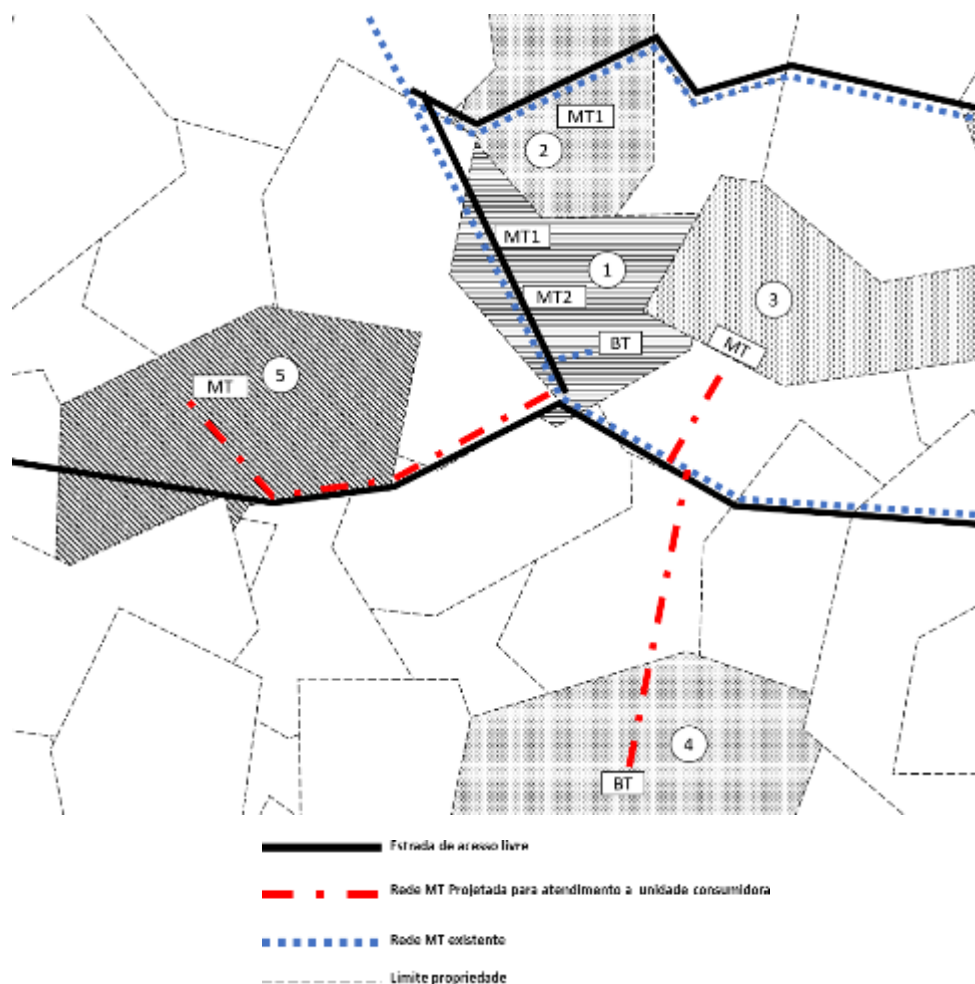 MT1
2
MT1
1
MT2
3
BT
MT
5
MT
4
BT
Estrada de acesso livre
Rede MT Projetada para atendimento a unidade consumidora
Rede MT existente
Limite propriedade